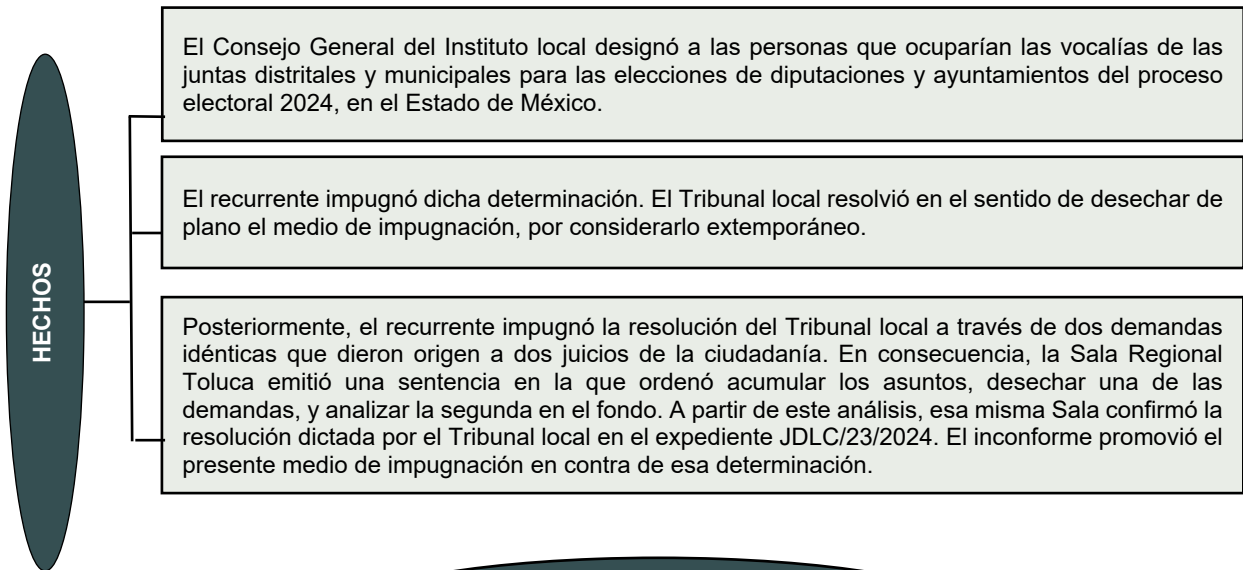 HECHOS
El Consejo General del Instituto local designó a las personas que ocuparían las vocalías de las
juntas distritales y municipales para las elecciones de diputaciones y ayuntamientos del proceso
electoral 2024, en el Estado de México.
El recurrente impugnó dicha determinación. El Tribunal local resolvió en el sentido de desechar de
plano el medio de impugnación, por considerarlo extemporáneo.
Posteriormente, el recurrente impugnó la resolución del Tribunal local a través de dos demandas
idénticas que dieron origen a dos juicios de la ciudadanía. En consecuencia, la Sala Regional
Toluca emitió una sentencia en la que ordenó acumular los asuntos, desechar una de las
demandas, y analizar la segunda en el fondo. A partir de este análisis, esa misma Sala confirmó la
resolución dictada por el Tribunal local en el expediente JDLC/23/2024. El inconforme promovió el
presente medio de impugnación en contra de esa determinación.